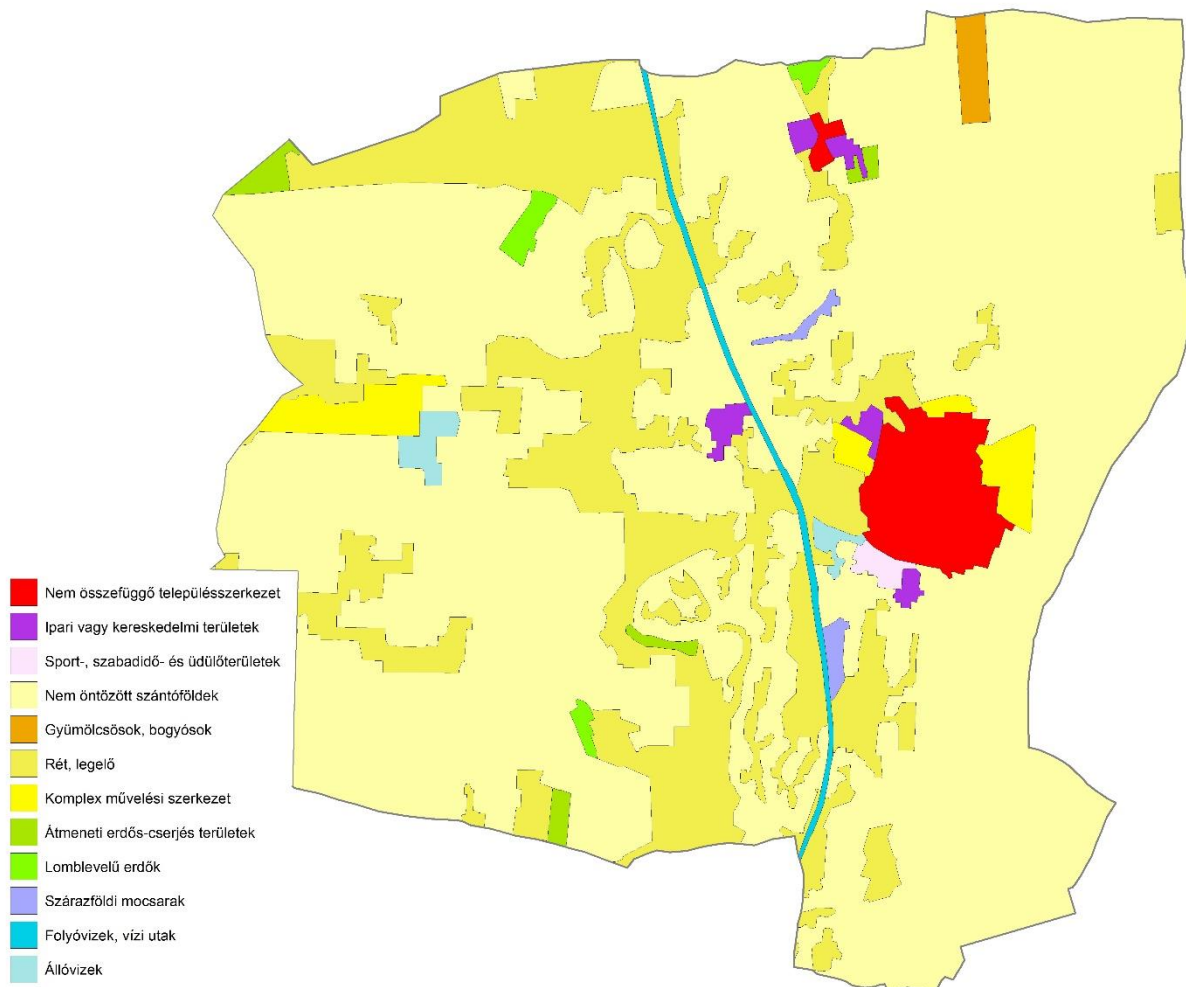 Nem összefüggő településszerkezet
Ipari vagy kereskedelmi területek
Sport-, szabadidő- és üdülőterületek
Nem öntözött szántóföldek
Gyümölcsösok, bogyósok
Rét, legelő
Komplex művelési szerkezet
Átmeneti erdős-cserjés területek
Lomblevelű erdők
Szárazföldi mocsarak
Folyóvizek, vízi utak
Állóvizek